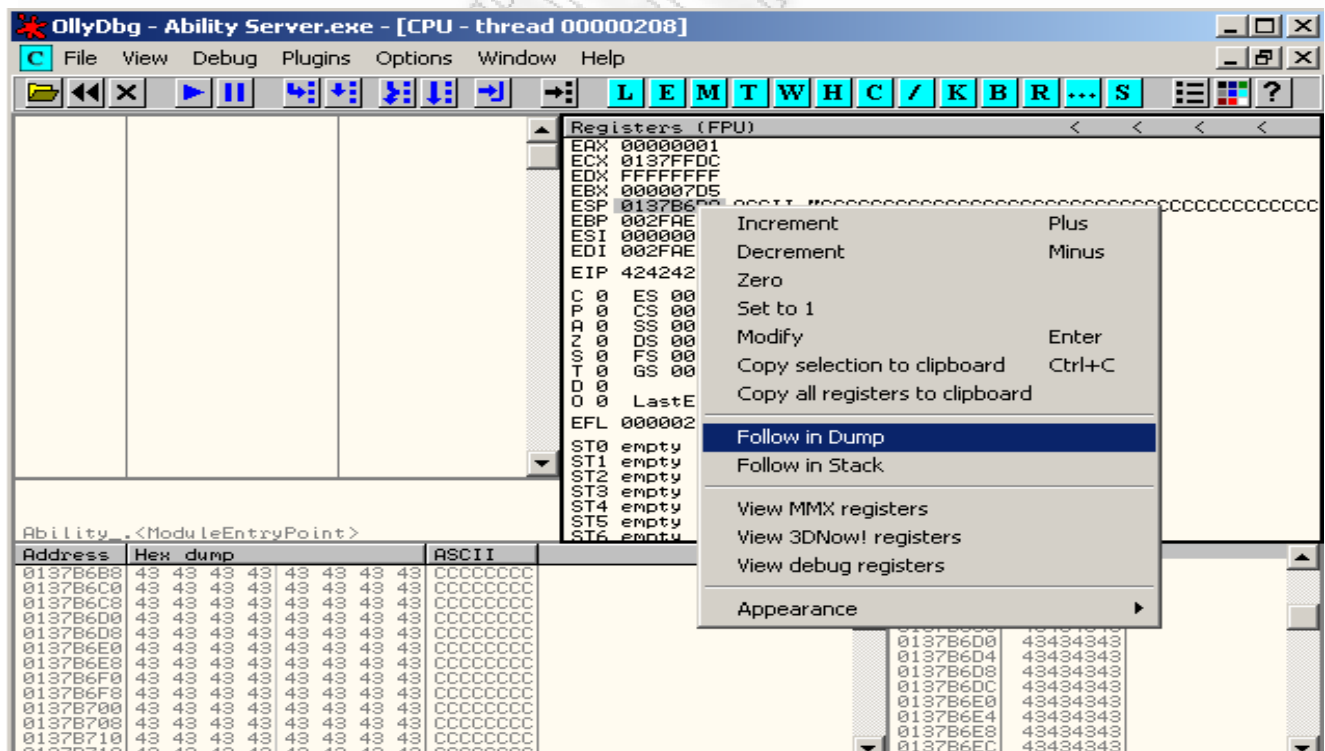 OllyDbg - Ability Server.exe - [CPU - thread 00000208]
C File View Debug Plugins Options Window Help
L E M T W H C / K B R ... S ?
Registers (FPU) < < < <
EAX 00000001
ECX 0137FFDC
EDX FFFFFFFF
EBX 000007D5
ESP
EBP 002FAE
ESI 000000
EDI 002FAE
EIP 424242
C 0 ES 00
P 0 CS 00
A 0 SS 00
Z 0 DS 00
S 0 FS 00
T 0 GS 00
D 0
O 0 LastE
EFL 000002
ST0 empty
ST1 empty
ST2 empty
ST3 empty
ST4 empty
ST5 empty
ST6 empty
Increment Plus
Decrement Minus
Zero
Set to 1
Modify Enter
Copy selection to clipboard Ctrl+C
Copy all registers to clipboard
Follow in Dump
Follow in Stack
View MMX registers
View 3DNow! registers
View debug registers
Appearance
Ability_.<ModuleEntryPoint>
Address Hex dump ASCII
0137B6B8 43 43 43 43 43 43 43 43 CCCCCCCC
0137B6C0 43 43 43 43 43 43 43 43 CCCCCCCC
0137B6C8 43 43 43 43 43 43 43 43 CCCCCCCC
0137B6D0 43 43 43 43 43 43 43 43 CCCCCCCC
0137B6D8 43 43 43 43 43 43 43 43 CCCCCCCC
0137B6E0 43 43 43 43 43 43 43 43 CCCCCCCC
0137B6E8 43 43 43 43 43 43 43 43 CCCCCCCC
0137B6F0 43 43 43 43 43 43 43 43 CCCCCCCC
0137B6F8 43 43 43 43 43 43 43 43 CCCCCCCC
0137B700 43 43 43 43 43 43 43 43 CCCCCCCC
0137B708 43 43 43 43 43 43 43 43 CCCCCCCC
0137B710 43 43 43 43 43 43 43 43 CCCCCCCC
0137B6D0 43434343
0137B6D4 43434343
0137B6D8 43434343
0137B6DC 43434343
0137B6E0 43434343
0137B6E4 43434343
0137B6E8 43434343
0137B6EC 43434343